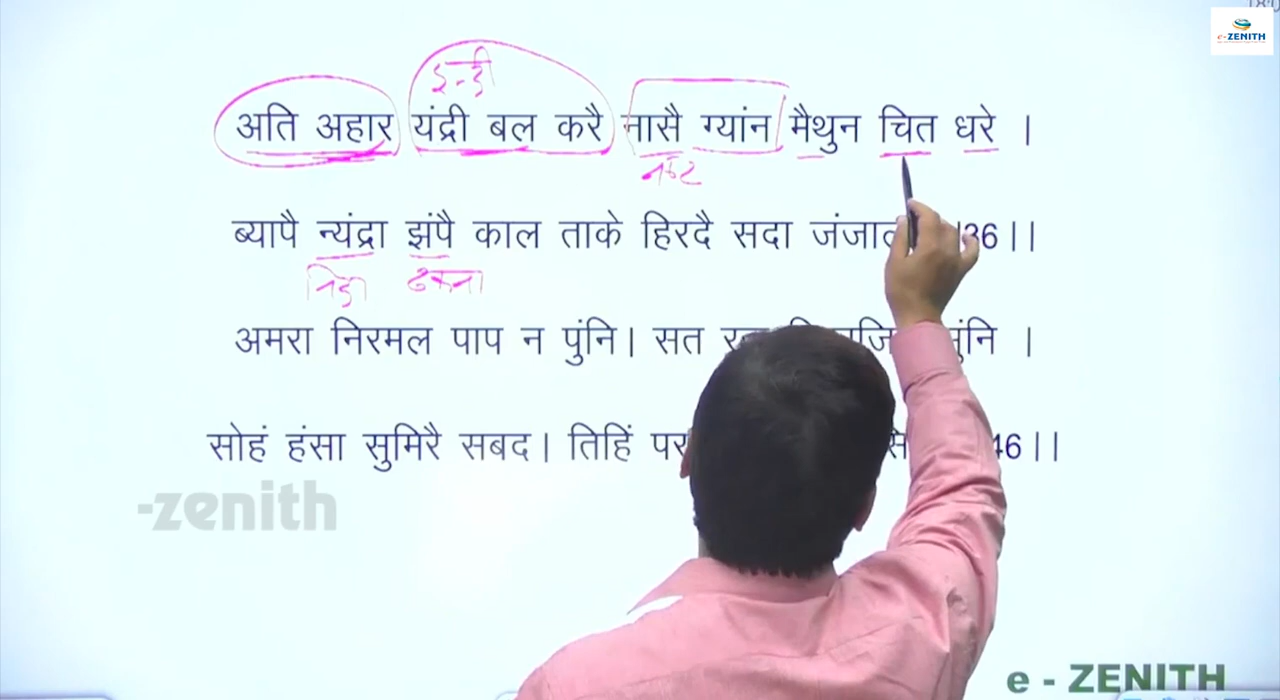 e-ZENITH
इन्द्री
अति अहार यंद्री बल करै नासै ग्यांन मैथुन चित धरे ।
नष्ट
ब्यापै न्यंद्रा झंपै काल ताके हिरदै सदा 36।।
निद्रा ढकना
अमरा निरमल पाप न पुंनि। सत ।
सोहं हंसा सुमिरै सबद। तिहिं 46।।
-zenith
e - ZENITH